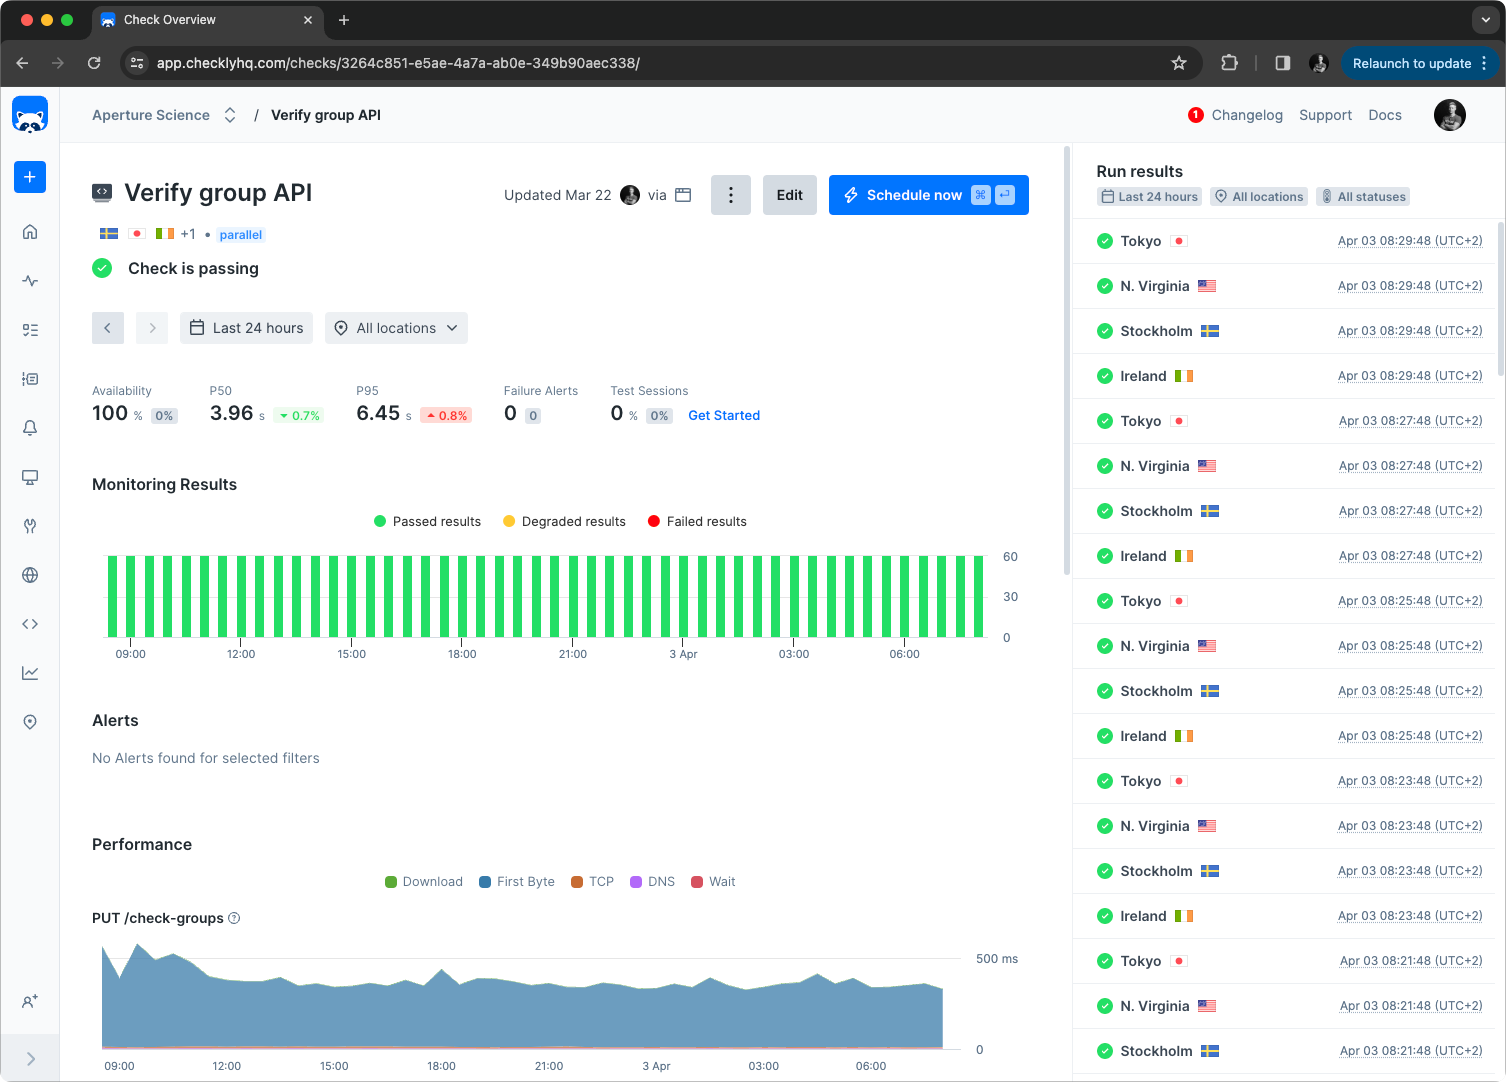 Check Overview
app.checklyhq.com/checks/3264c851-e5ae-4a7a-ab0e-349b90aec338/
Relaunch to update
Aperture Science / Verify group API
1 Changelog Support Docs
Verify group API
Updated Mar 22 via
Edit
Schedule now
+1 • parallel
Check is passing
Last 24 hours
All locations
Availability
100 % 0%
P50
3.96 s 0.7%
P95
6.45 s 0.8%
Failure Alerts
0 0
Test Sessions
0 % 0% Get Started
Monitoring Results
Passed results Degraded results Failed results
60
30
0
09:00 12:00 15:00 18:00 21:00 3 Apr 03:00 06:00
Alerts
No Alerts found for selected filters
Performance
Download First Byte TCP DNS Wait
PUT /check-groups
500 ms
0
09:00 12:00 15:00 18:00 21:00 3 Apr 03:00 06:00
Run results
Last 24 hours All locations All statuses
Tokyo Apr 03 08:29:48 (UTC+2)
N. Virginia Apr 03 08:29:48 (UTC+2)
Stockholm Apr 03 08:29:48 (UTC+2)
Ireland Apr 03 08:29:48 (UTC+2)
Tokyo Apr 03 08:27:48 (UTC+2)
N. Virginia Apr 03 08:27:48 (UTC+2)
Stockholm Apr 03 08:27:48 (UTC+2)
Ireland Apr 03 08:27:48 (UTC+2)
Tokyo Apr 03 08:25:48 (UTC+2)
N. Virginia Apr 03 08:25:48 (UTC+2)
Stockholm Apr 03 08:25:48 (UTC+2)
Ireland Apr 03 08:25:48 (UTC+2)
Tokyo Apr 03 08:23:48 (UTC+2)
N. Virginia Apr 03 08:23:48 (UTC+2)
Stockholm Apr 03 08:23:48 (UTC+2)
Ireland Apr 03 08:23:48 (UTC+2)
Tokyo Apr 03 08:21:48 (UTC+2)
N. Virginia Apr 03 08:21:48 (UTC+2)
Stockholm Apr 03 08:21:48 (UTC+2)